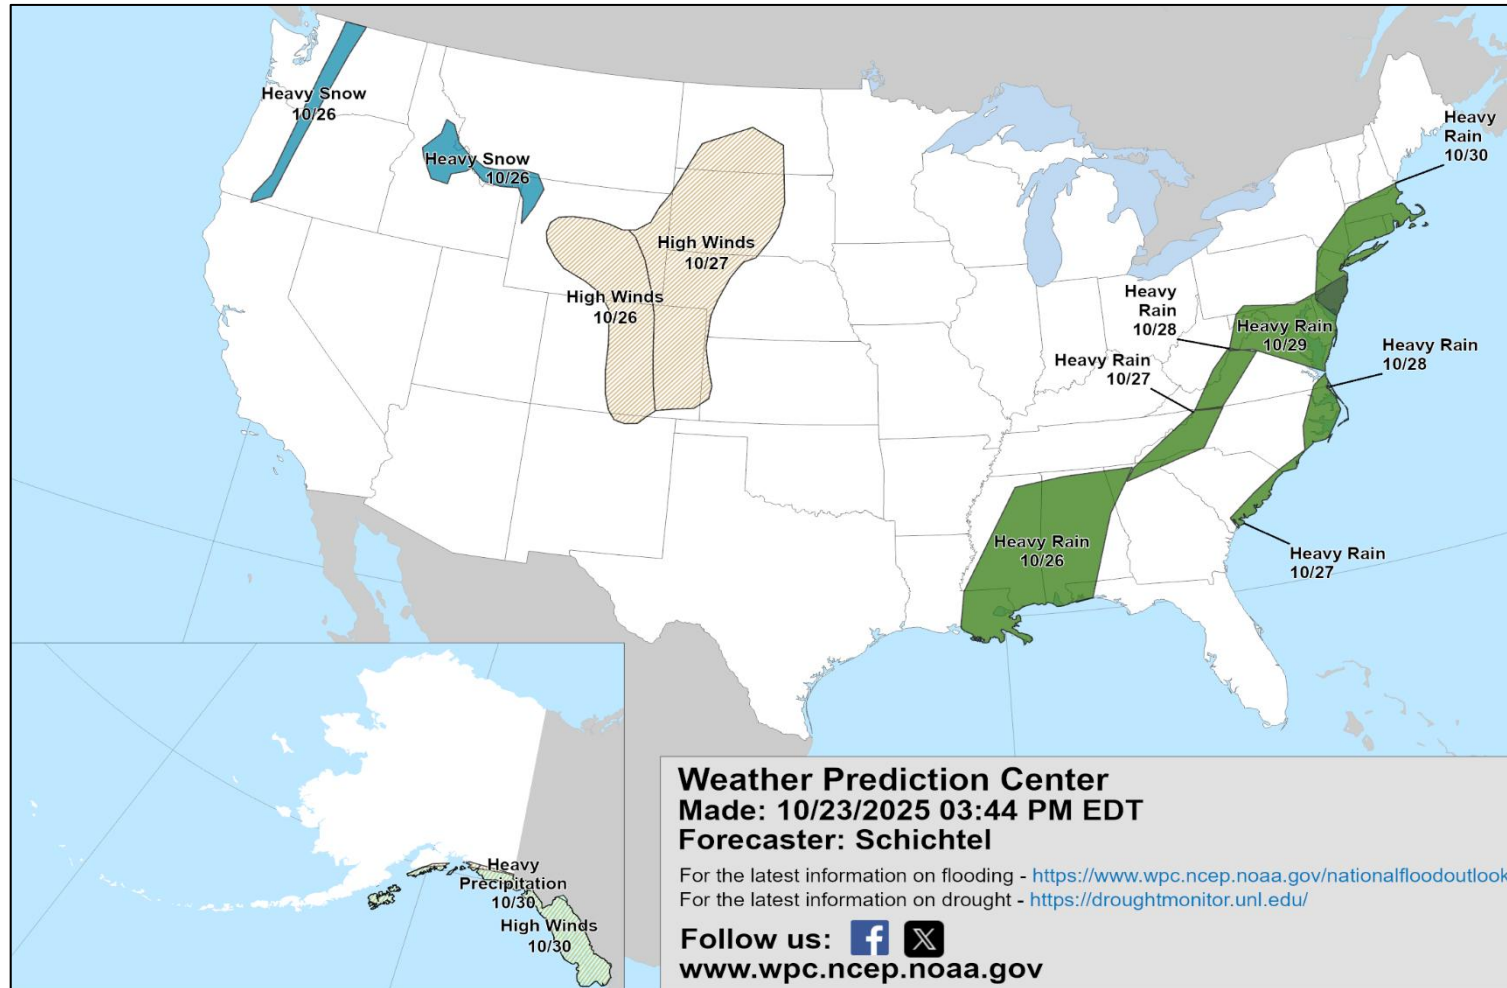 Heavy Snow
10/26
Heavy Snow
10/26
High Winds
10/27
High Winds
10/26
Heavy
Rain
10/30
Heavy
Rain
10/28
Heavy Rain
10/29
Heavy Rain
10/28
Heavy Rain
10/27
Heavy Rain
10/26
Heavy Rain
10/27
Heavy
Precipitation
10/30
High Winds
10/30
Weather Prediction Center
Made: 10/23/2025 03:44 PM EDT
Forecaster: Schichtel
For the latest information on flooding - https://www.wpc.ncep.noaa.gov/nationalfloodoutlook
For the latest information on drought - https://droughtmonitor.unl.edu/
Follow us:
www.wpc.ncep.noaa.gov